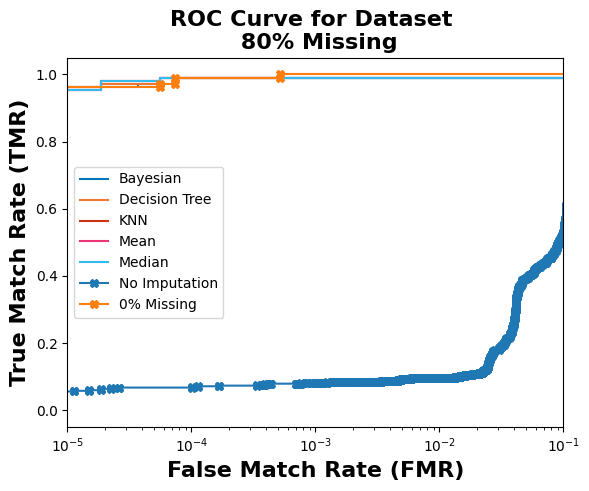 ROC Curve for Dataset
80% Missing
True Match Rate (TMR)
1.0
0.8
0.6
0.4
0.2
0.0
Bayesian
Decision Tree
KNN
Mean
Median
No Imputation
0% Missing
10⁻⁵
10⁻⁴
10⁻³
10⁻²
10⁻¹
False Match Rate (FMR)